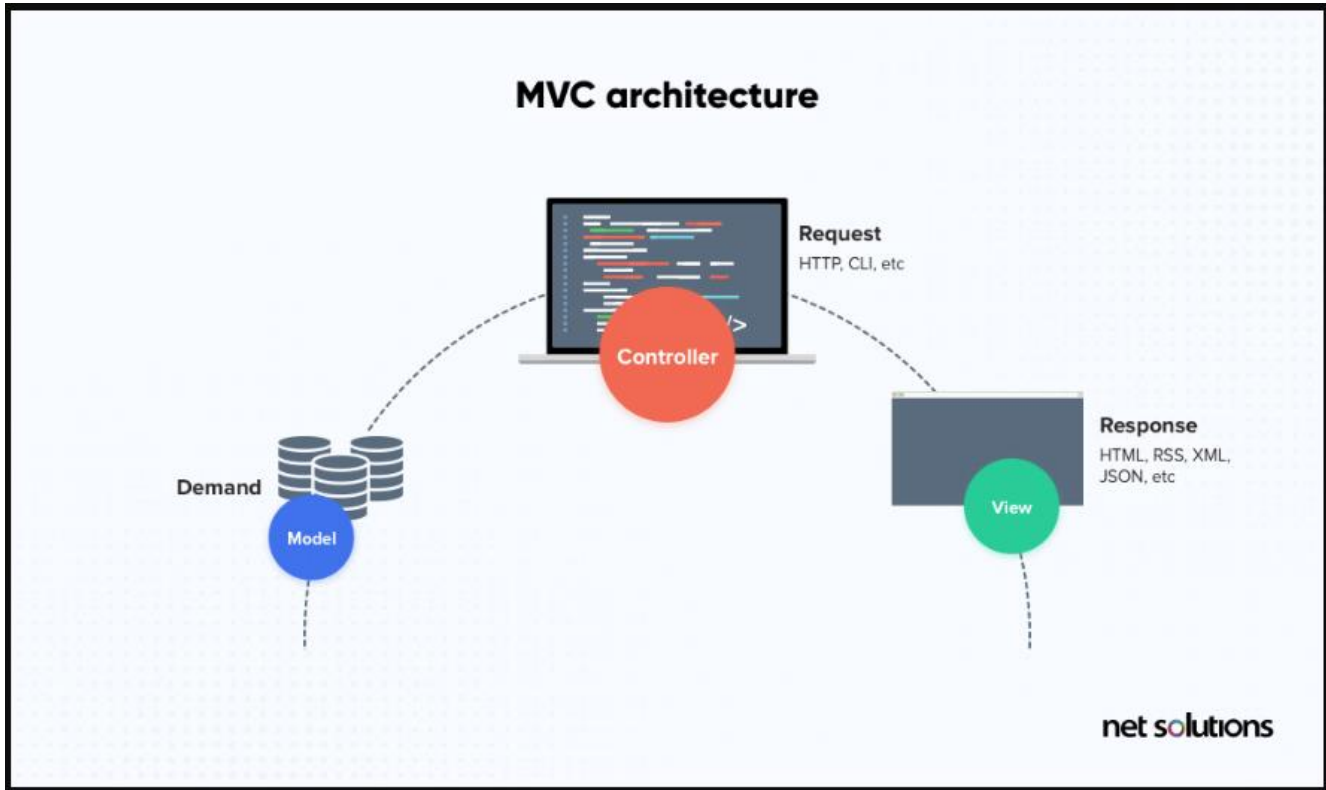 MVC architecture
Request
HTTP, CLI, etc
/>
Controller
Response
HTML, RSS, XML,
JSON, etc
Demand
View
Model
net solutions